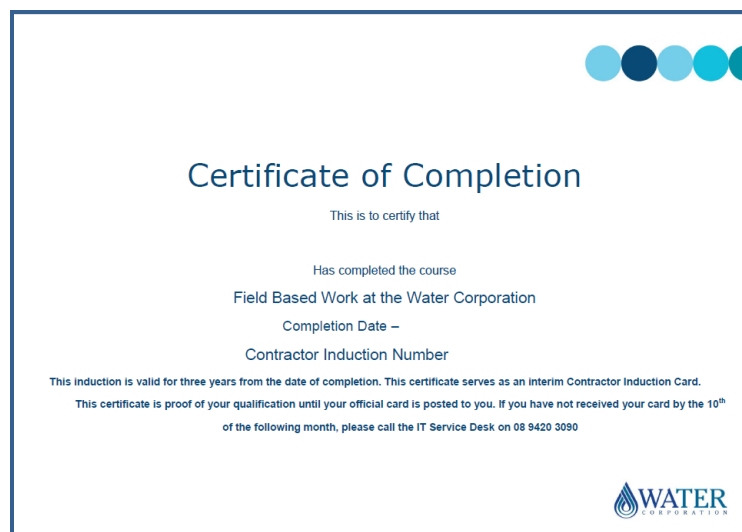 Certificate of Completion
This is to certify that
Has completed the course
Field Based Work at the Water Corporation
Completion Date –
Contractor Induction Number
This induction is valid for three years from the date of completion. This certificate serves as an interim Contractor Induction Card.
This certificate is proof of your qualification until your official card is posted to you. If you have not received your card by the 10th
of the following month, please call the IT Service Desk on 08 9420 3090
WATER
CORPORATION